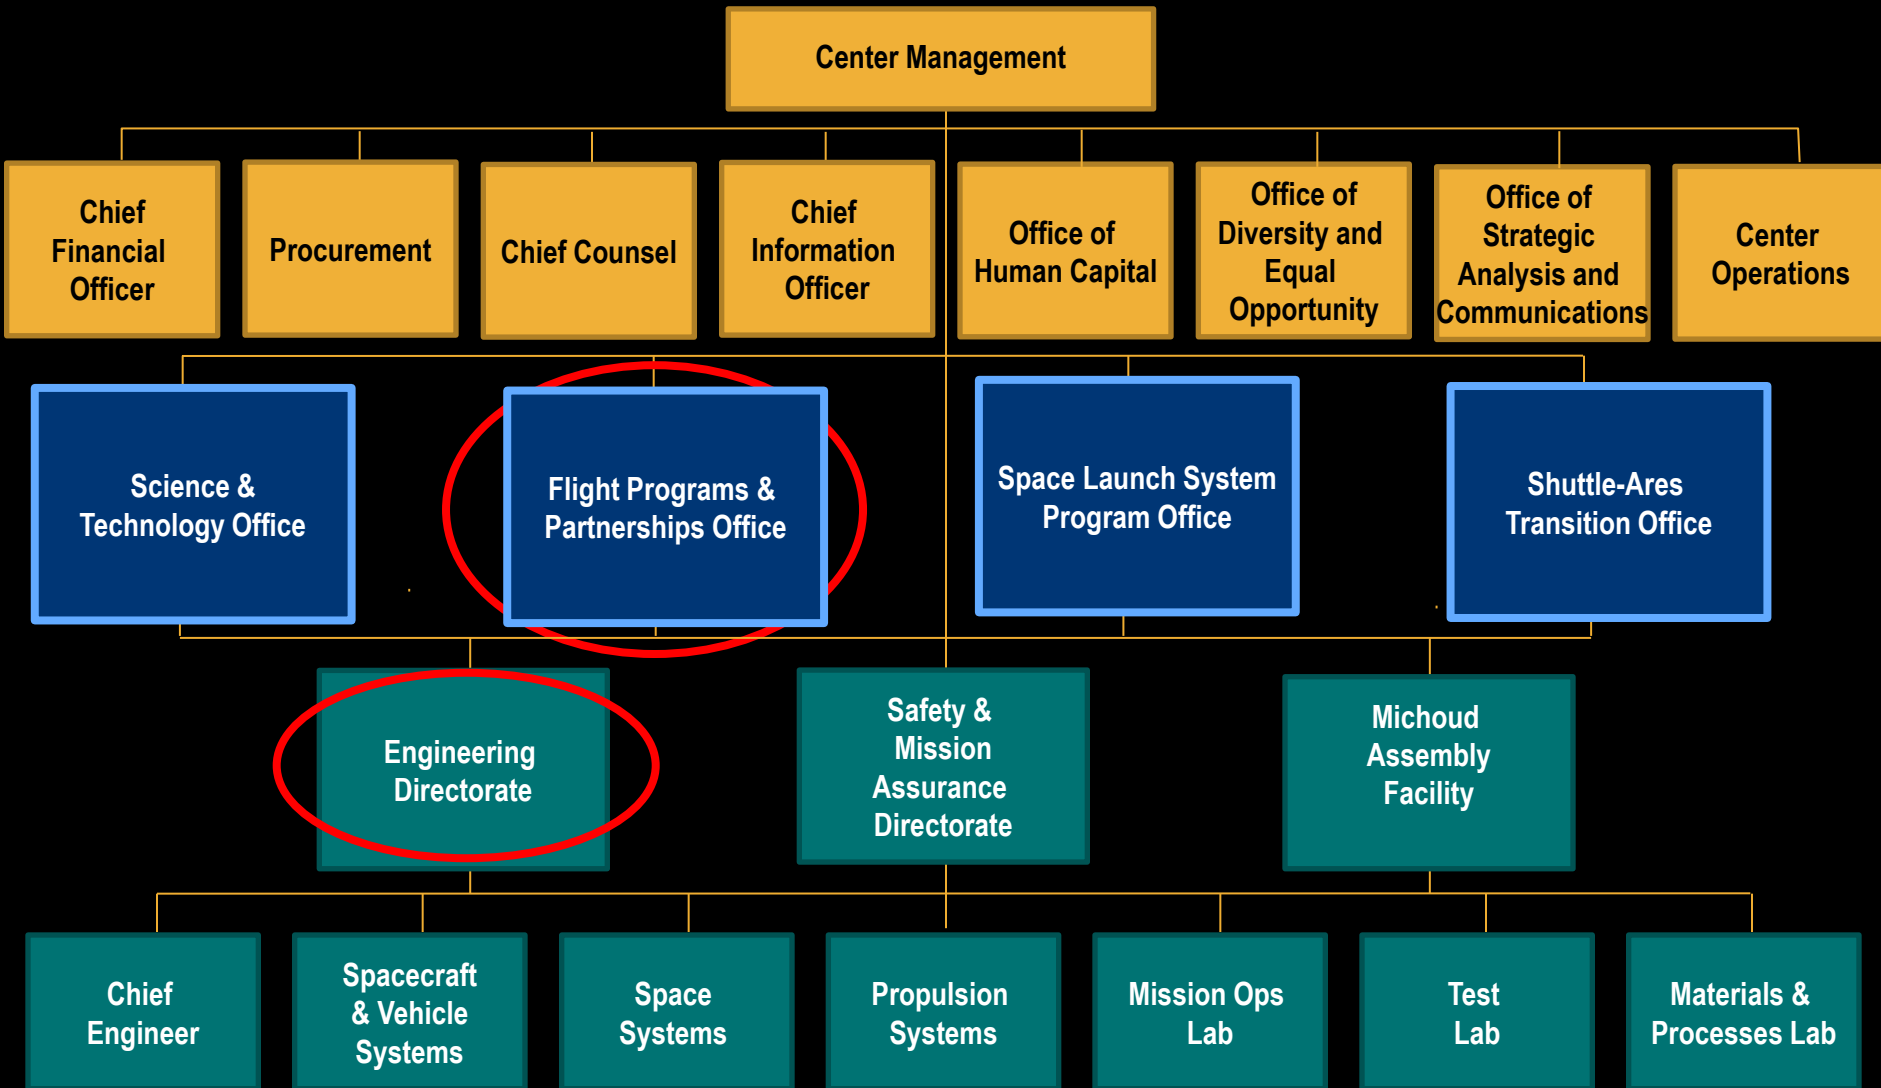 Center Management
Chief
Financial
Officer
Procurement
Chief Counsel
Chief
Information
Officer
Office of
Human Capital
Office of
Diversity and
Equal
Opportunity
Office of
Strategic
Analysis and
Communications
Center
Operations
Science &
Technology Office
Flight Programs &
Partnerships Office
Space Launch System
Program Office
Shuttle-Ares
Transition Office
Engineering
Directorate
Safety &
Mission
Assurance
Directorate
Michoud
Assembly
Facility
Chief
Engineer
Spacecraft
& Vehicle
Systems
Space
Systems
Propulsion
Systems
Mission Ops
Lab
Test
Lab
Materials &
Processes Lab